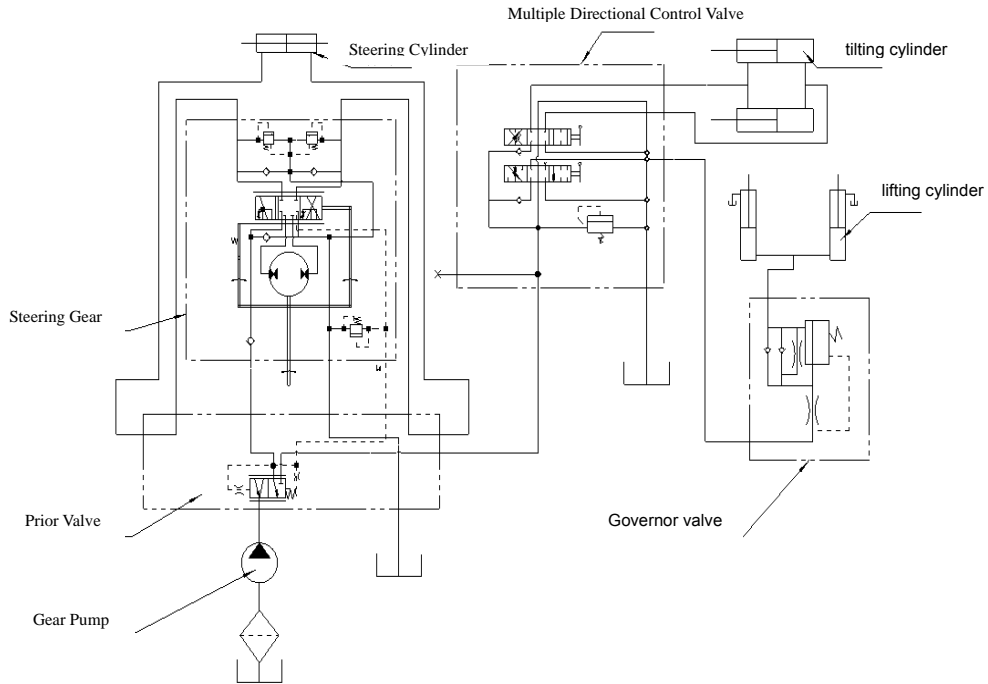 Multiple Directional Control Valve
Steering Cylinder
tilting cylinder
lifting cylinder
Steering Gear
Prior Valve
Governor valve
Gear Pump